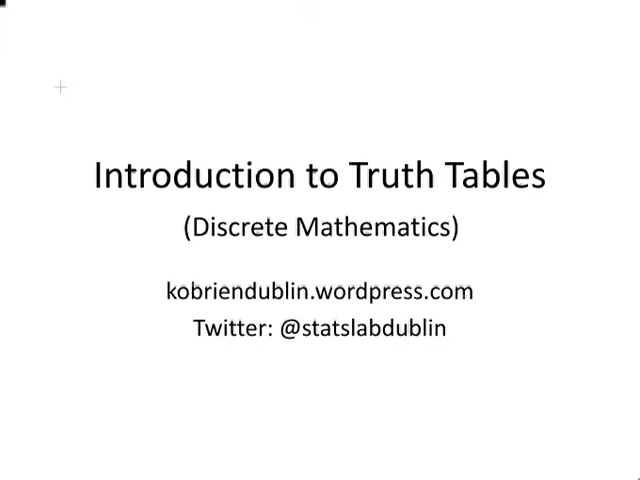 Introduction to Truth Tables
(Discrete Mathematics)
kobriendublin.wordpress.com
Twitter: @statslabdublin